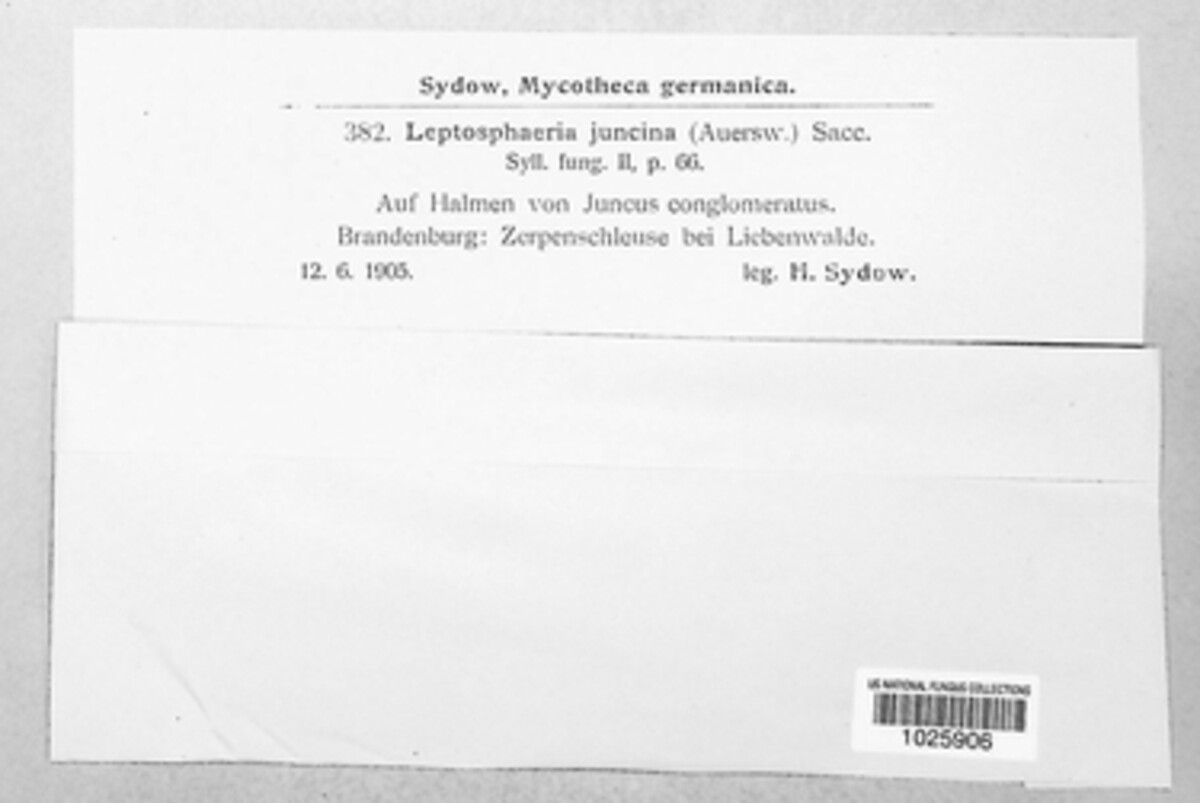 Sydow, Mycotheca germanica.
382. Leptosphaeria juncina (Auersw.) Sacc.
Syll. fung. II, p. 66.
Auf Halmen von Juncus conglomeratus.
Brandenburg: Zerpenschleuse bei Liebenwalde.
12. 6. 1905. leg. H. Sydow.
US NATIONAL FUNGUS COLLECTIONS
1025906